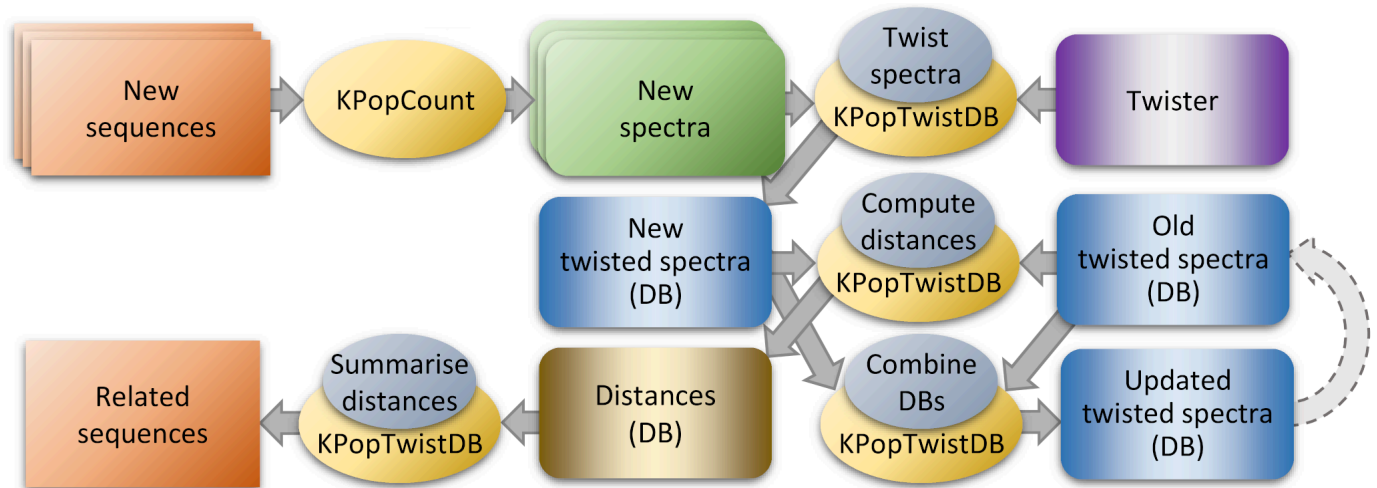 New
sequences
KPopCount
New
spectra
Twist
spectra
KPopTwistDB
Twister
New
twisted spectra
(DB)
Compute
distances
KPopTwistDB
Old
twisted spectra
(DB)
Related
sequences
Summarise
distances
KPopTwistDB
Distances
(DB)
Combine
DBs
KPopTwistDB
Updated
twisted spectra
(DB)